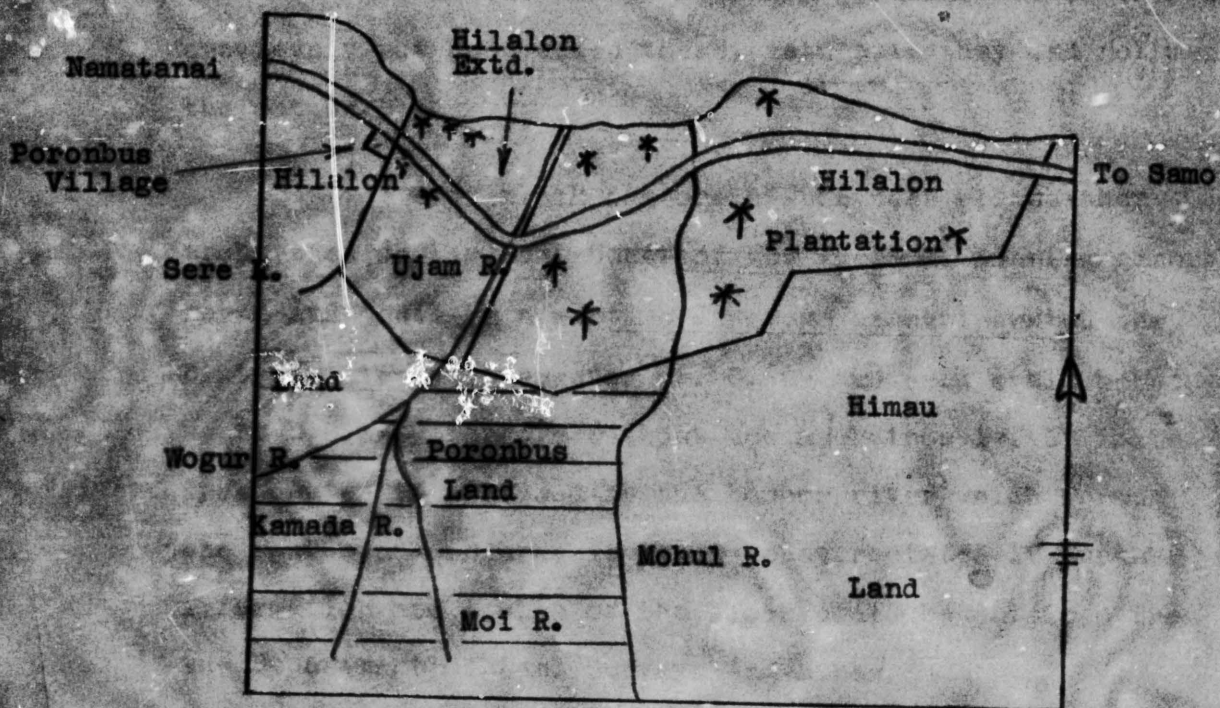 Hilalon
Extd.
Namatanai
Poronbus
Village
Hilalon
Hilalon
To Samo
Plantation
Sere R.
Ujam R.
Land
Himau
Wogur R.
Poronbus
Land
Kamada R.
Mohul R.
Land
Moi R.